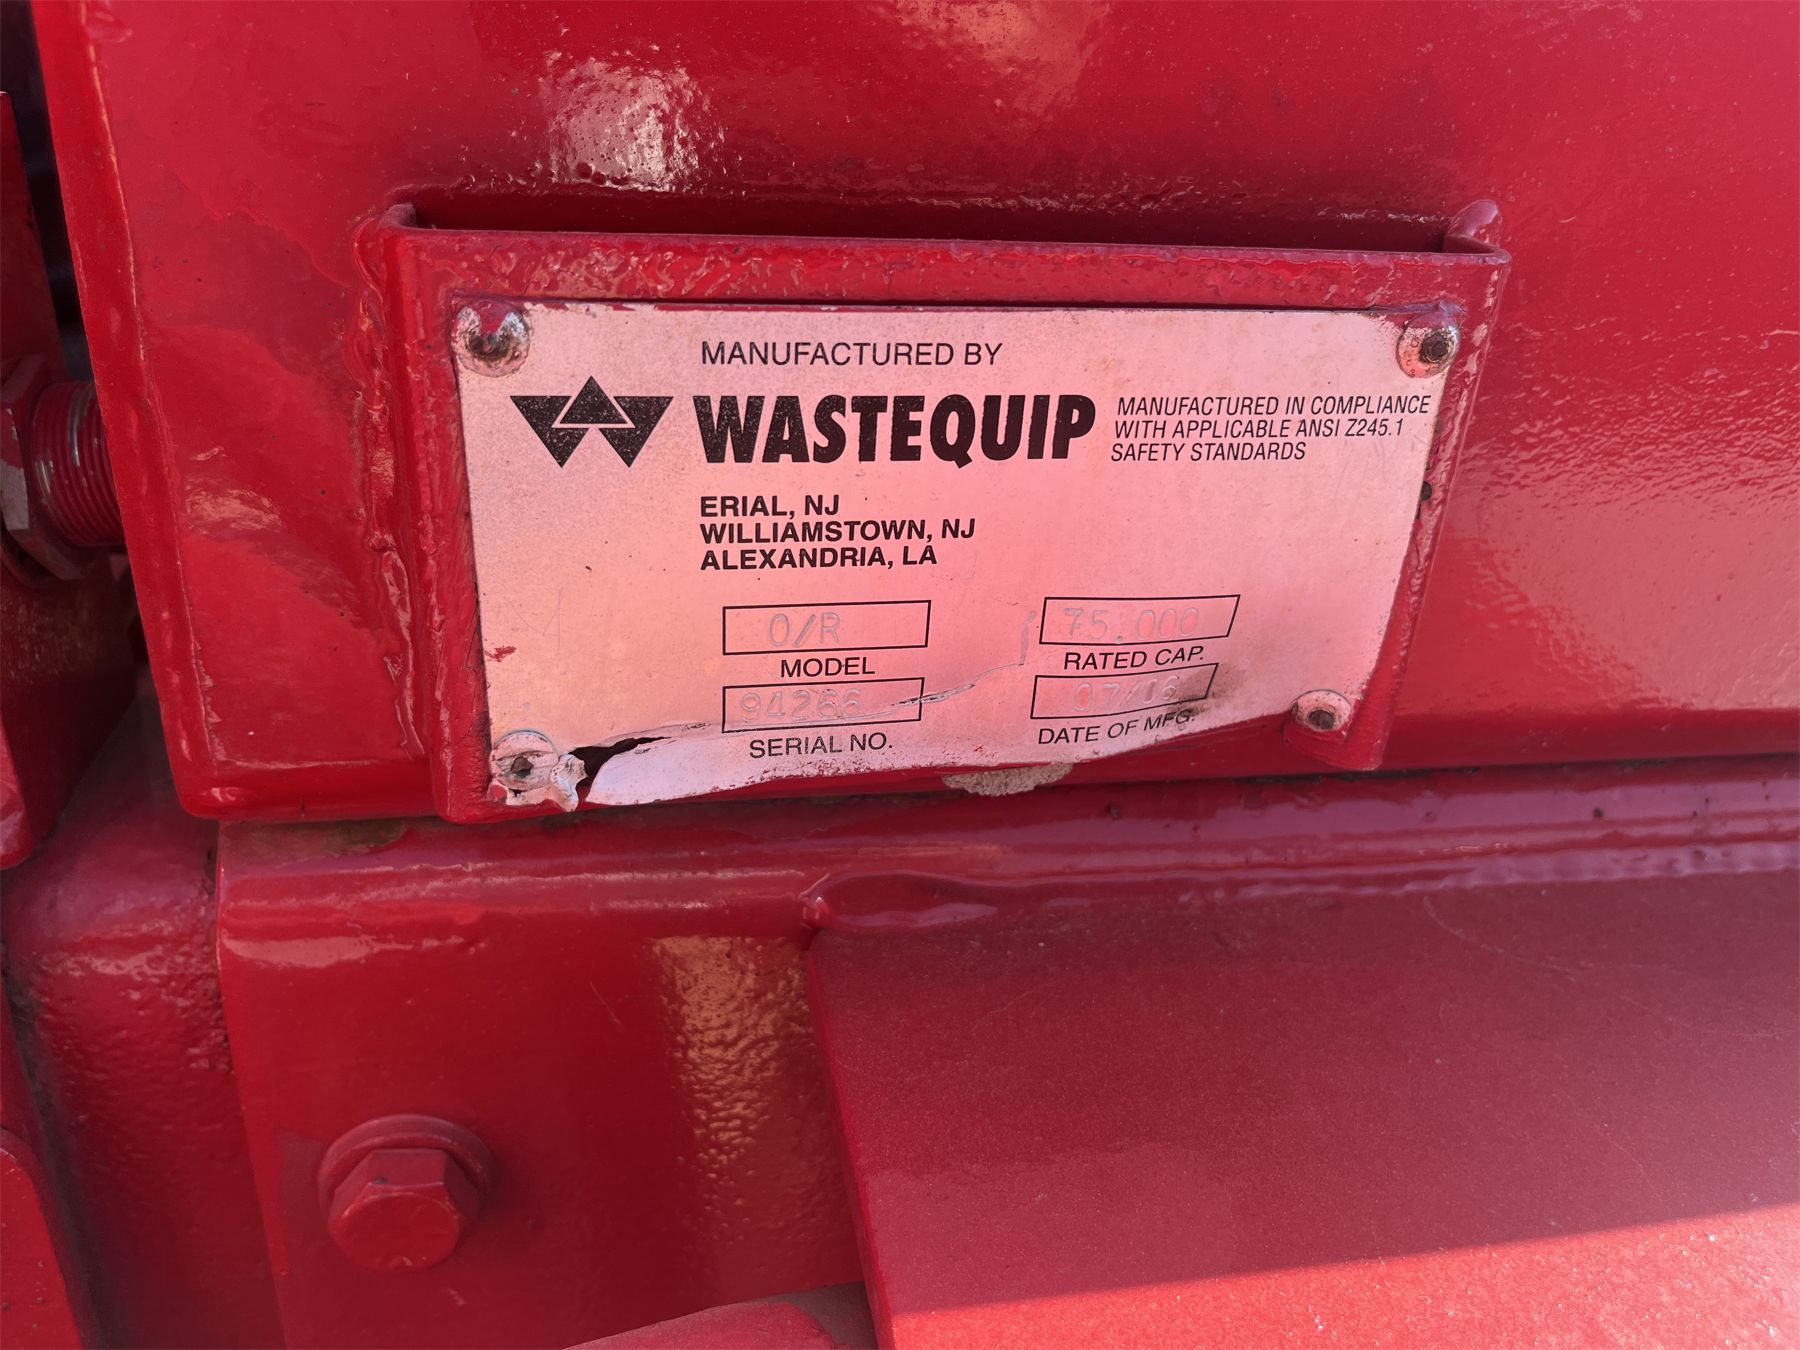 MANUFACTURED BY
WASTEQUIP
MANUFACTURED IN COMPLIANCE
WITH APPLICABLE ANSI Z245.1
SAFETY STANDARDS
ERIAL, NJ
WILLIAMSTOWN, NJ
ALEXANDRIA, LA
O/R
MODEL
75.000
RATED CAP.
94266
SERIAL NO.
07/06
DATE OF MFG.